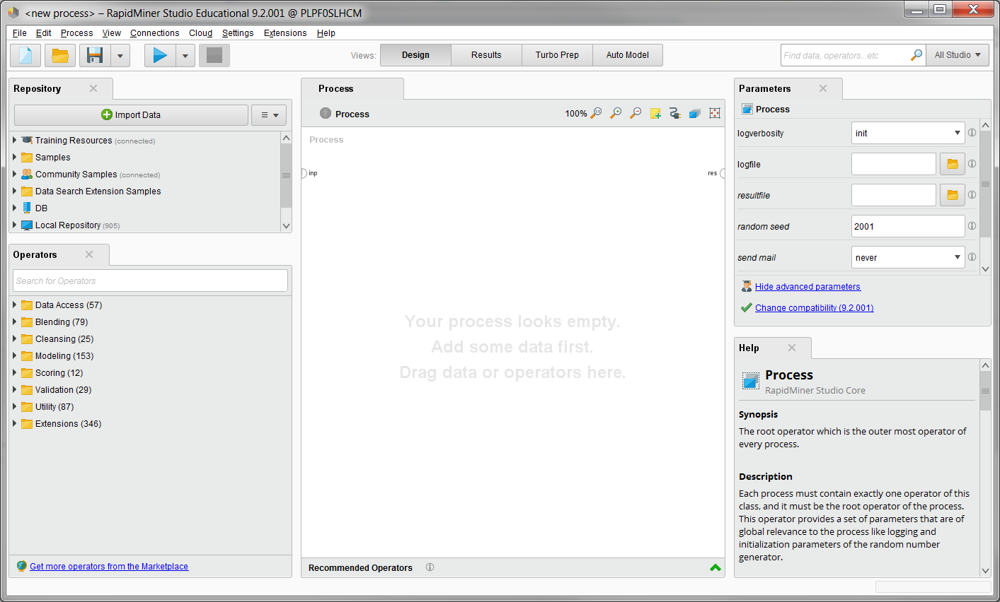 <new process> – RapidMiner Studio Educational 9.2.001 @ PLPF0SLHCM
File Edit Process View Connections Cloud Settings Extensions Help
Views: Design Results Turbo Prep Auto Model
Find data, operators...etc
All Studio
Repository
Import Data
Training Resources (connected)
Samples
Community Samples (connected)
Data Search Extension Samples
DB
Local Repository (905)
Operators
Search for Operators
Data Access (57)
Blending (79)
Cleansing (25)
Modeling (153)
Scoring (12)
Validation (29)
Utility (87)
Extensions (346)
Get more operators from the Marketplace
Process
Process
100%
Process
inp
res
Your process looks empty.
Add some data first.
Drag data or operators here.
Recommended Operators
Parameters
Process
logverbosity init
logfile
resultfile
random seed 2001
send mail never
Hide advanced parameters
Change compatibility (9.2.001)
Help
Process
RapidMiner Studio Core
Synopsis
The root operator which is the outer most operator of
every process.
Description
Each process must contain exactly one operator of this
class, and it must be the root operator of the process.
This operator provides a set of parameters that are of
global relevance to the process like logging and
initialization parameters of the random number
generator.